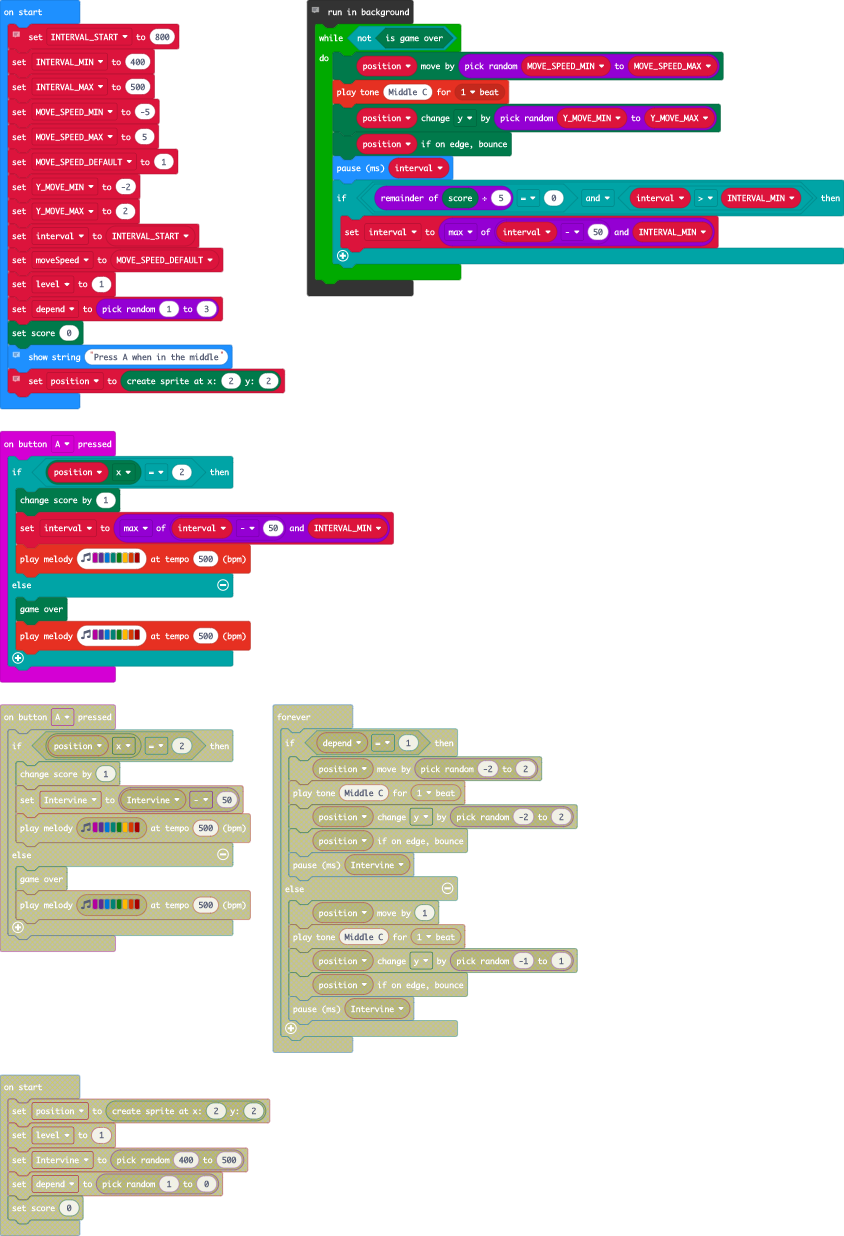 on start
set INTERVAL_START to 800
set INTERVAL_MIN to 400
set INTERVAL_MAX to 500
set MOVE_SPEED_MIN to -5
set MOVE_SPEED_MAX to 5
set MOVE_SPEED_DEFAULT to 1
set Y_MOVE_MIN to -2
set Y_MOVE_MAX to 2
set interval to INTERVAL_START
set moveSpeed to MOVE_SPEED_DEFAULT
set level to 1
set depend to pick random 1 to 3
set score 0
show string "Press A when in the middle"
set position to create sprite at x: 2 y: 2
run in background
while not is game over
do
position move by pick random MOVE_SPEED_MIN to MOVE_SPEED_MAX
play tone Middle C for 1 beat
position change y by pick random Y_MOVE_MIN to Y_MOVE_MAX
position if on edge, bounce
pause (ms) interval
if remainder of score ÷ 5 = 0 and interval > INTERVAL_MIN then
set interval to max of interval - 50 and INTERVAL_MIN
on button A pressed
if position x = 2 then
change score by 1
set interval to max of interval - 50 and INTERVAL_MIN
play melody at tempo 500 (bpm)
else
game over
play melody at tempo 500 (bpm)
on button A pressed
if position x = 2 then
change score by 1
set Intervine to Intervine - 50
play melody at tempo 500 (bpm)
else
game over
play melody at tempo 500 (bpm)
forever
if depend = 1 then
position move by pick random -2 to 2
play tone Middle C for 1 beat
position change y by pick random -2 to 2
position if on edge, bounce
pause (ms) Intervine
else
position move by 1
play tone Middle C for 1 beat
position change y by pick random -1 to 1
position if on edge, bounce
pause (ms) Intervine
on start
set position to create sprite at x: 2 y: 2
set level to 1
set Intervine to pick random 400 to 500
set depend to pick random 1 to 0
set score 0